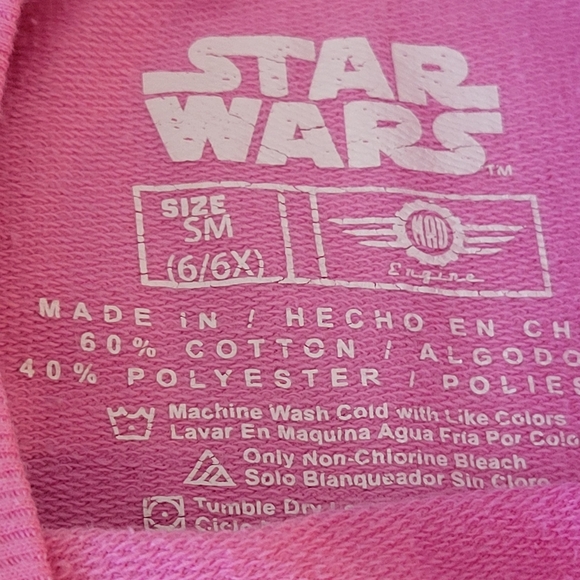 STAR
WARS
TM
SIZE
SM
(6/6X)
MAD
Engine
MADE iN / HECHO EN CH
60% COTTON / ALGODO
40% POLYESTER / POLIES
Machine Wash Cold with Like Colors
Lavar En Maquina Agua Fria Por Colo
Only Non-Chlorine Bleach
Solo Blanqueador Sin Cloro
Tumble Dry
Ciclo